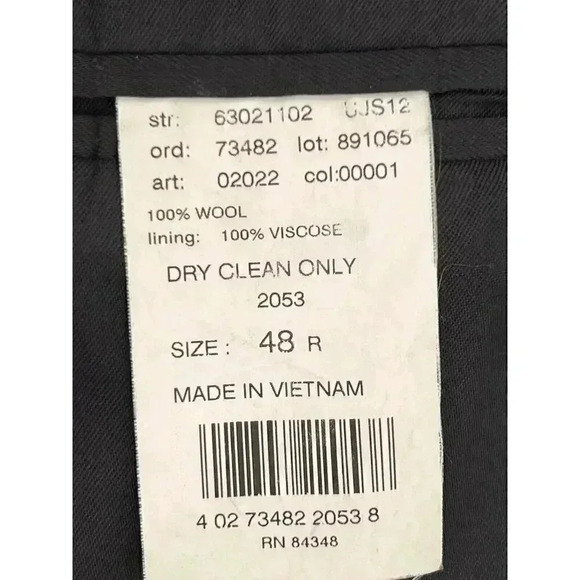 str: 63021102 UJS12
ord: 73482 lot: 891065
art: 02022 col:00001
100% WOOL
lining: 100% VISCOSE
DRY CLEAN ONLY
2053
SIZE : 48 R
MADE IN VIETNAM
4 02 73482 2053 8
RN 84348